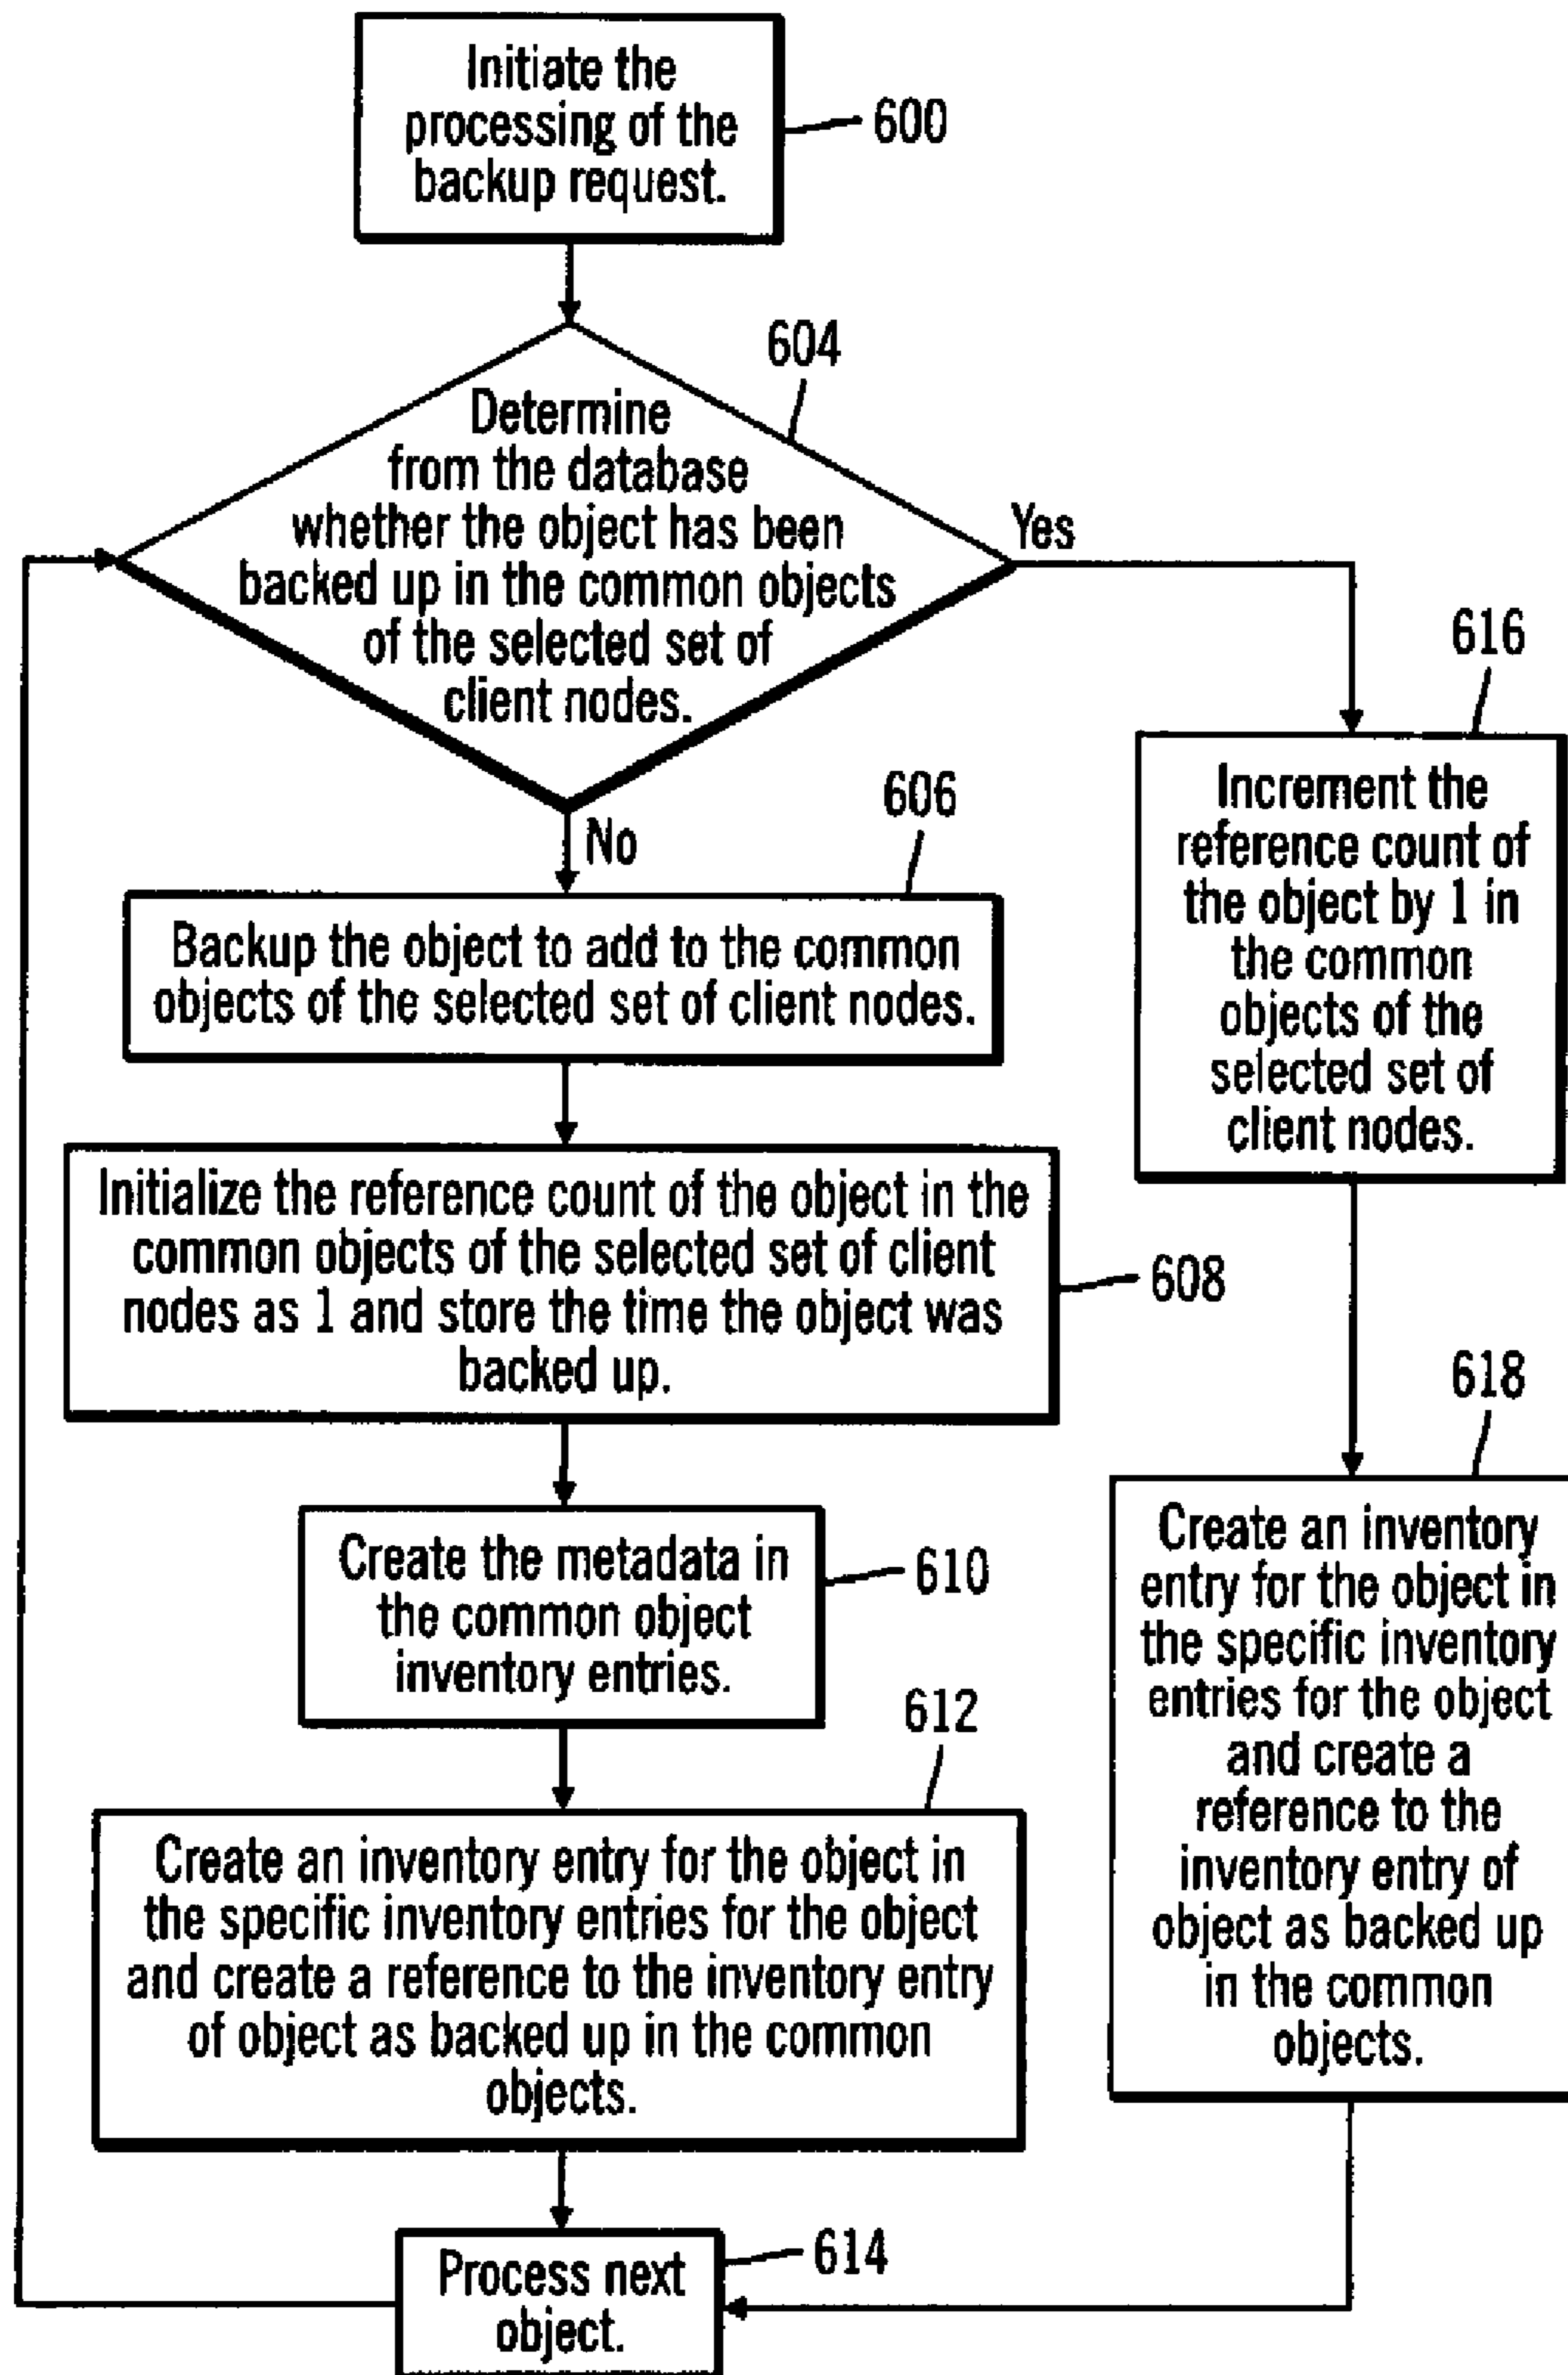 Initiate the
processing of the
backup request.
600
604
Determine
from the database
whether the object has been
backed up in the common objects
of the selected set of
client nodes.
Yes
No
606
Backup the object to add to the common
objects of the selected set of client nodes.
Initialize the reference count of the object in the
common objects of the selected set of client
nodes as 1 and store the time the object was
backed up.
608
Create the metadata in
the common object
inventory entries.
610
612
Create an inventory entry for the object in
the specific inventory entries for the object
and create a reference to the inventory entry
of object as backed up in the common
objects.
616
Increment the
reference count of
the object by 1 in
the common
objects of the
selected set of
client nodes.
618
Create an inventory
entry for the object in
the specific inventory
entries for the object
and create a
reference to the
inventory entry of
object as backed up
in the common
objects.
Process next
object.
614